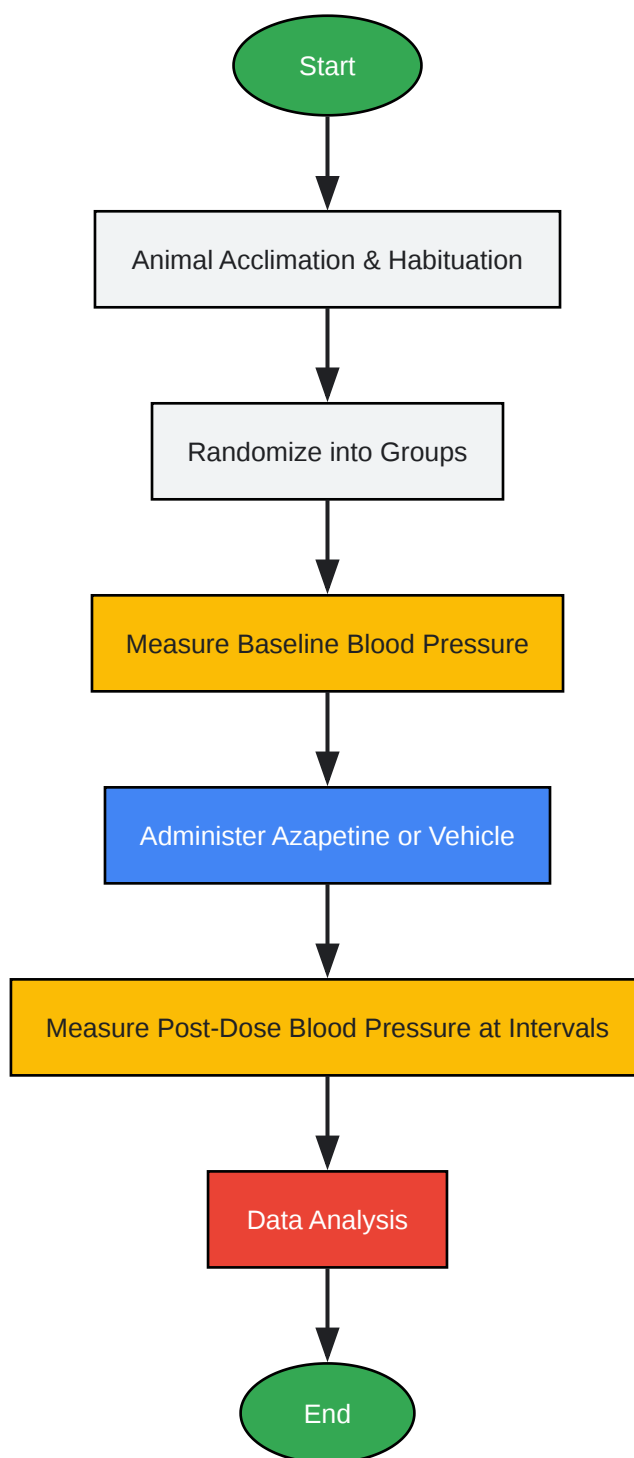 Start
Animal Acclimation & Habituation
Randomize into Groups
Measure Baseline Blood Pressure
Administer Azapetine or Vehicle
Measure Post-Dose Blood Pressure at Intervals
Data Analysis
End